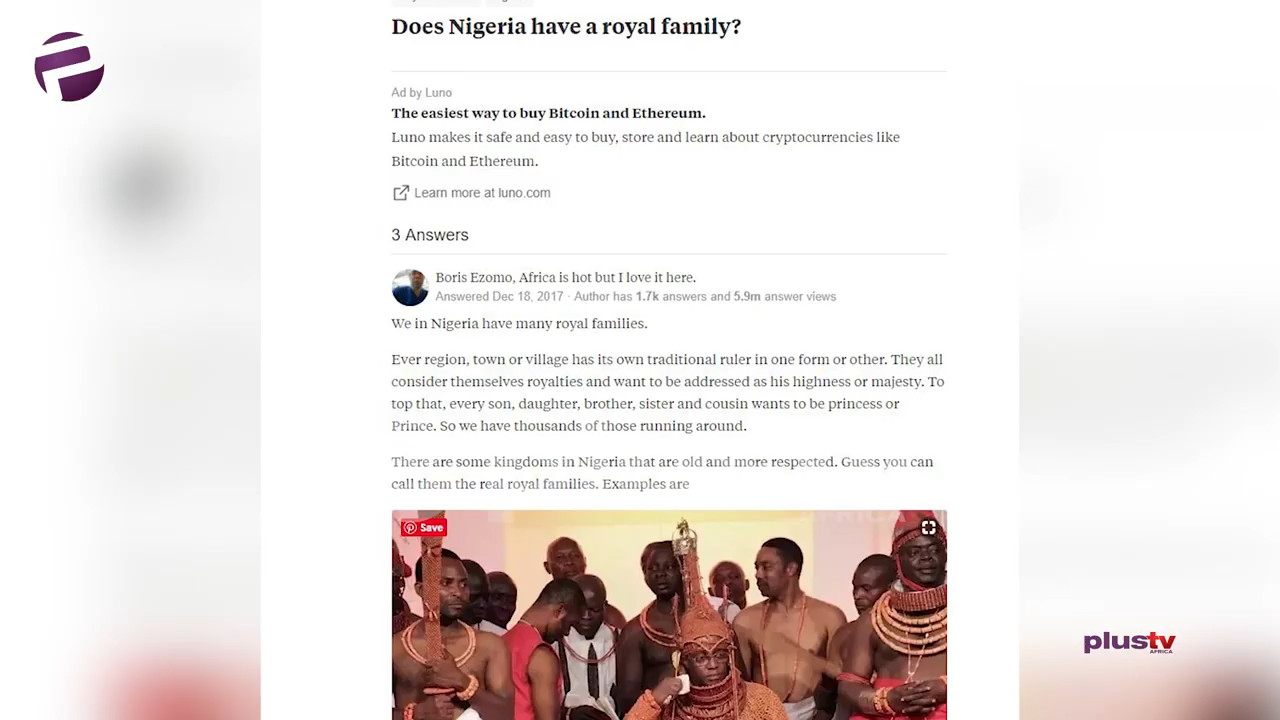 Does Nigeria have a royal family?
Ad by Luno
The easiest way to buy Bitcoin and Ethereum.
Luno makes it safe and easy to buy, store and learn about cryptocurrencies like
Bitcoin and Ethereum.
Learn more at luno.com
3 Answers
Boris Ezomo, Africa is hot but I love it here.
Answered Dec 18, 2017 · Author has 1.7k answers and 5.9m answer views
We in Nigeria have many royal families.
Ever region, town or village has its own traditional ruler in one form or other. They all
consider themselves royalties and want to be addressed as his highness or majesty. To
top that, every son, daughter, brother, sister and cousin wants to be princess or
Prince. So we have thousands of those running around.
There are some kingdoms in Nigeria that are old and more respected. Guess you can
call them the real royal families. Examples are
Save
plustv
AFRICA